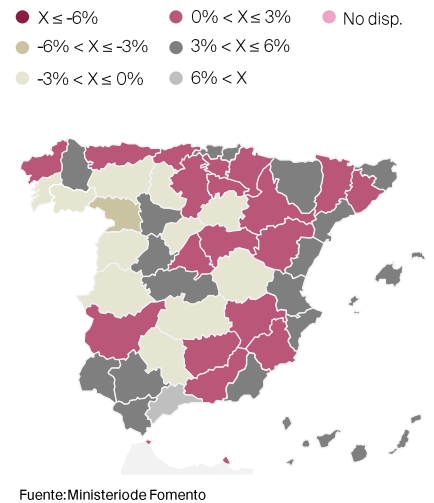 X ≤ -6%
-6% < X ≤ -3%
-3% < X ≤ 0%
0% < X ≤ 3%
3% < X ≤ 6%
6% < X
No disp.
Fuente: Ministerio de Fomento